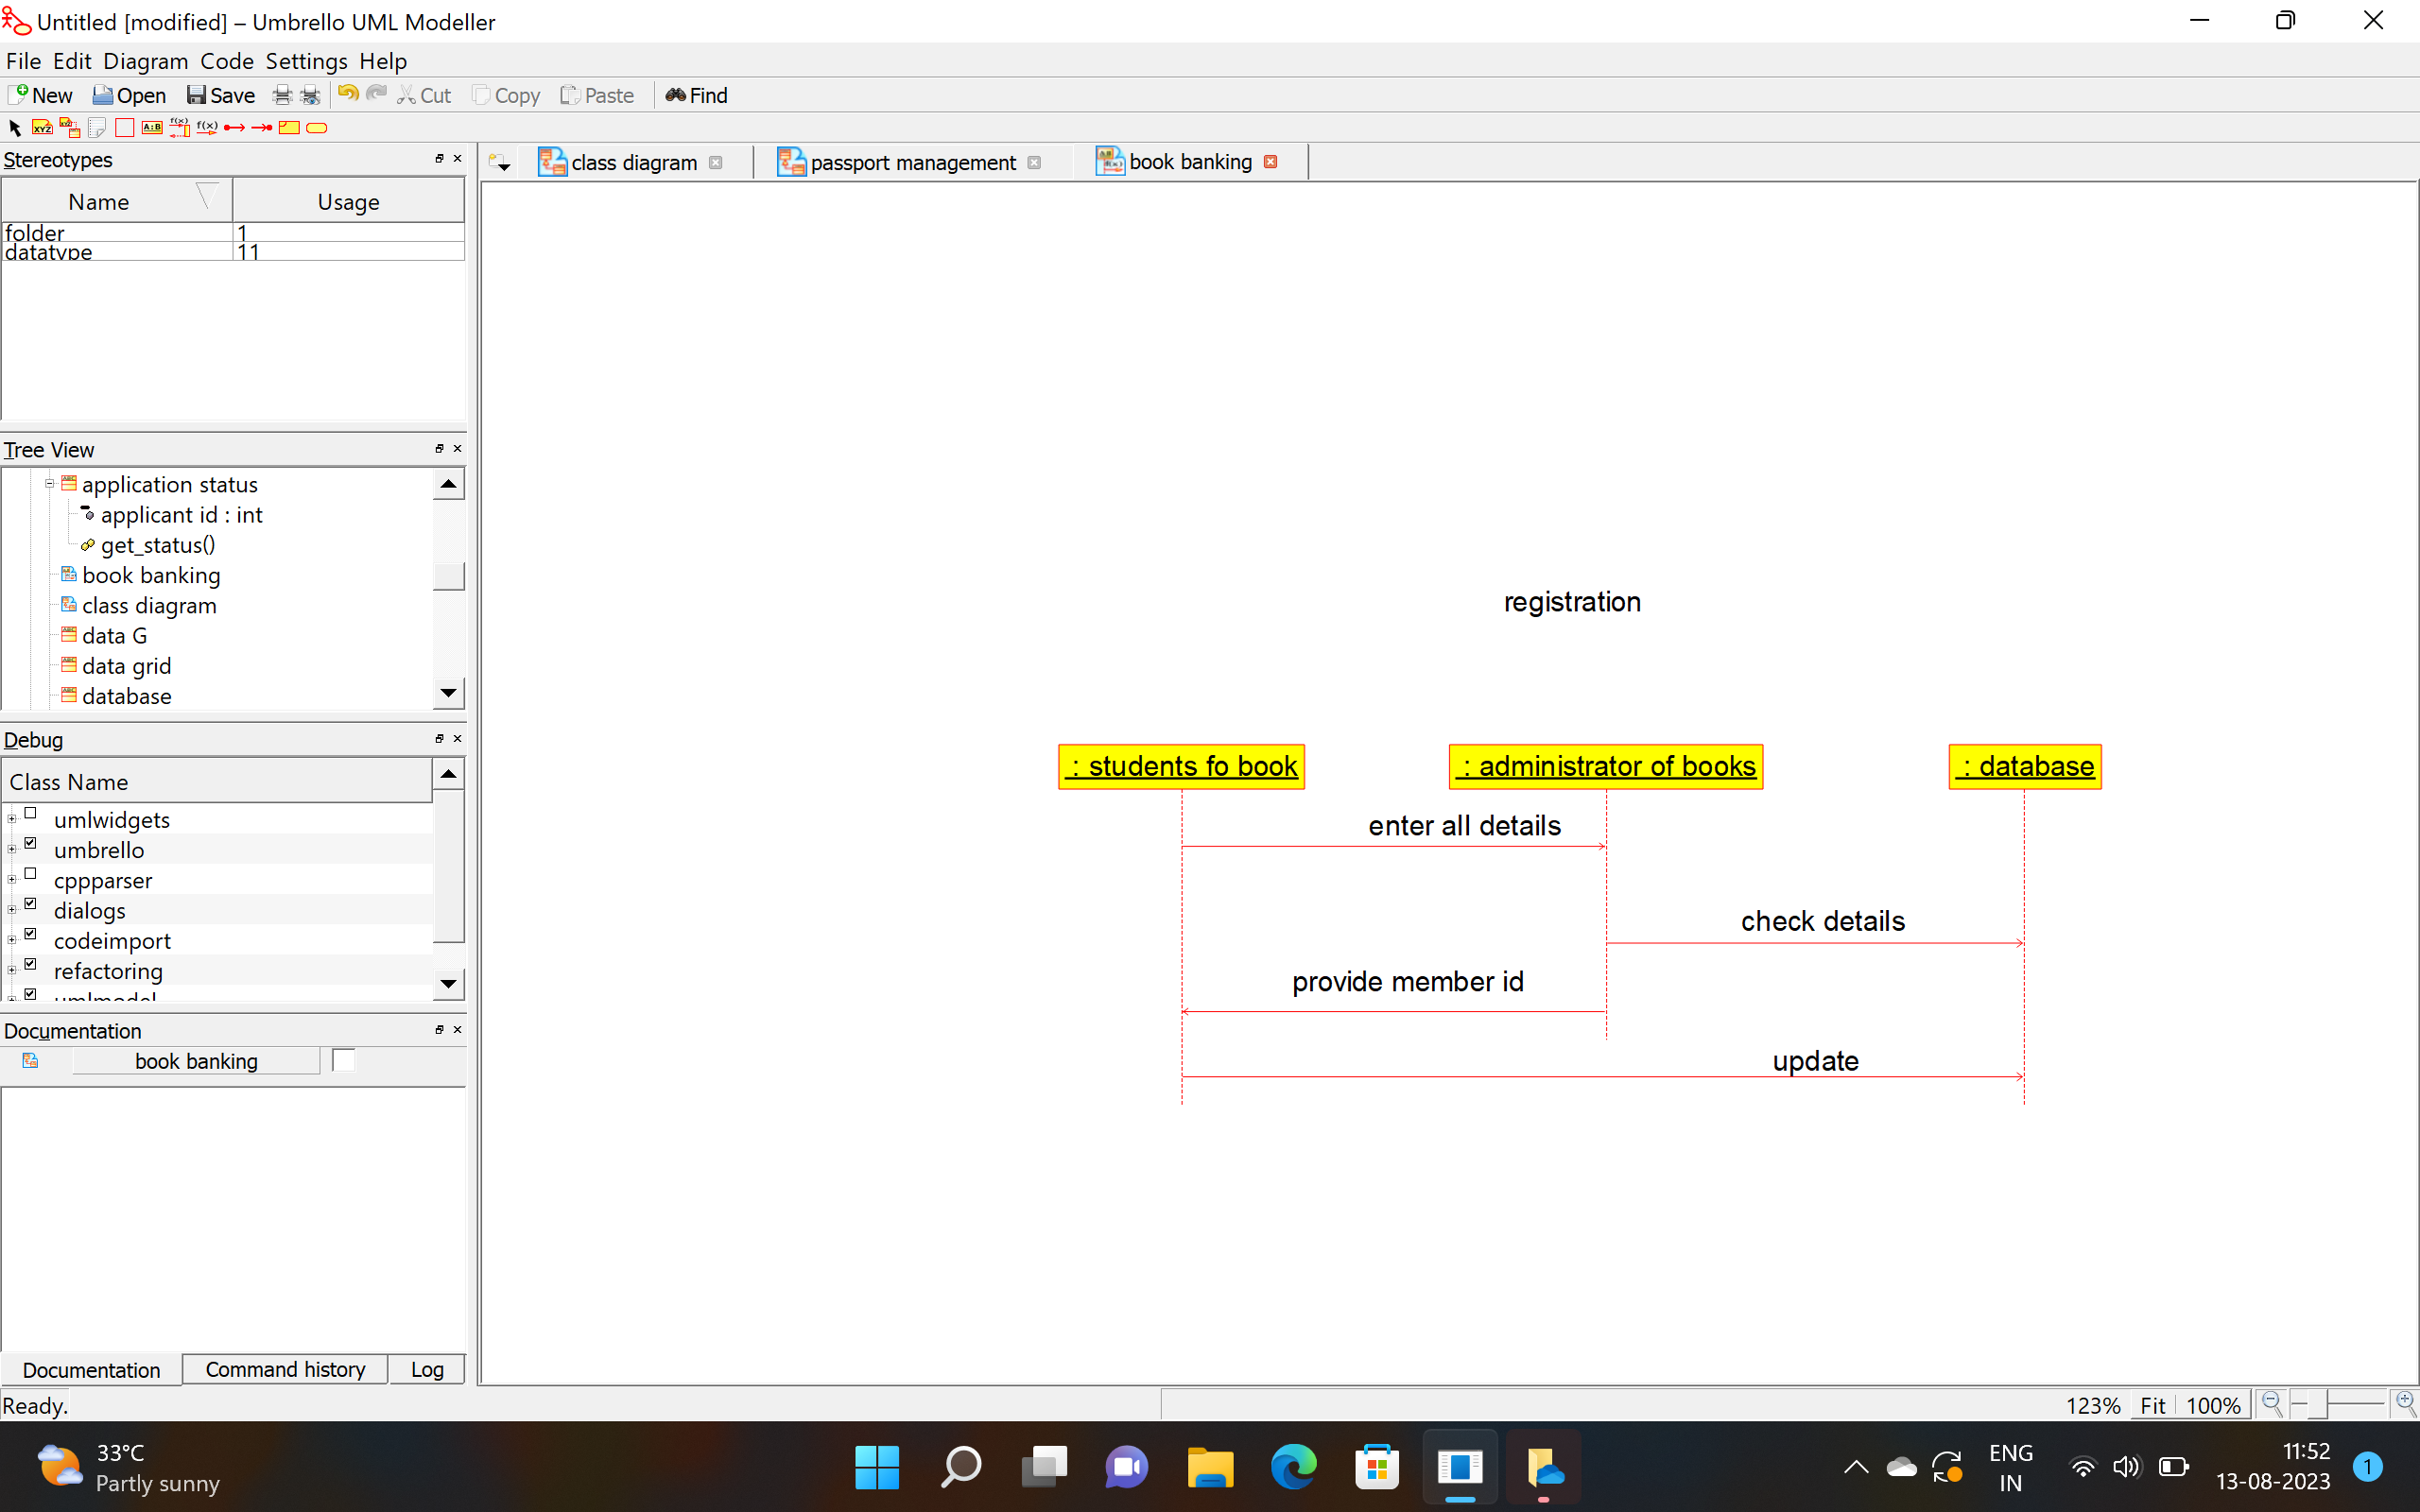 Untitled [modified] – Umbrello UML Modeller
File Edit Diagram Code Settings Help
New Open Save Cut Copy Paste Find
XYZ XYZ A:B f(x) f(x)
Stereotypes
Name Usage
folder 1
datatype 11
class diagram passport management book banking
Tree View
application status
applicant id : int
get_status()
book banking
class diagram
data G
data grid
database
Debug
Class Name
umlwidgets
umbrello
cppparser
dialogs
codeimport
refactoring
umlmodel
Documentation
book banking
registration
: students fo book : administrator of books : database
enter all details
check details
provide member id
update
Documentation Command history Log
Ready.
123% Fit 100%
33°C
Partly sunny
ENG
IN
11:52
13-08-2023
1